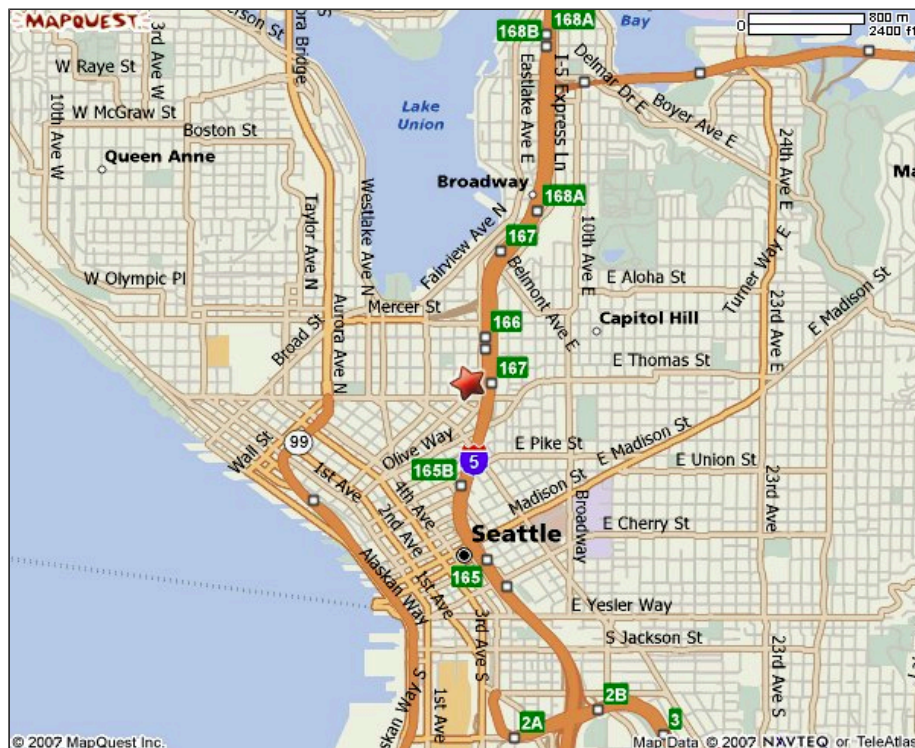 MAPQUEST
168A
168B
800 m
2400 ft
0
Bay
3rd Ave W
W Raye St
10th Ave W
W McGraw St
Boston St
Queen Anne
Lake
Union
Eastlake Ave E
I-5 Express Ln
Delmar Dr E
Boyer Ave E
24th Ave E
Broadway
168A
Taylor Ave N
Westlake Ave N
Fairview Ave N
167
10th Ave E
Belmont Ave E
Turner Way E
W Olympic Pl
E Aloha St
Mercer St
Broad St
Aurora Ave N
166
Capitol Hill
23rd Ave E
E Madison St
E Thomas St
167
Wall St
99
Olive Way
5
E Pike St
E Madison St
E Union St
165B
1st Ave
4th Ave
2nd Ave
Madison St
Broadway
23rd Ave
Seattle
E Cherry St
165
Alaskan Way
1st Ave
3rd Ave S
E Yesler Way
S Jackson St
23rd Ave S
1st Ave
2B
2A
3
© 2007 MapQuest Inc.
Map Data © 2007 NAVTEQ or TeleAtlas